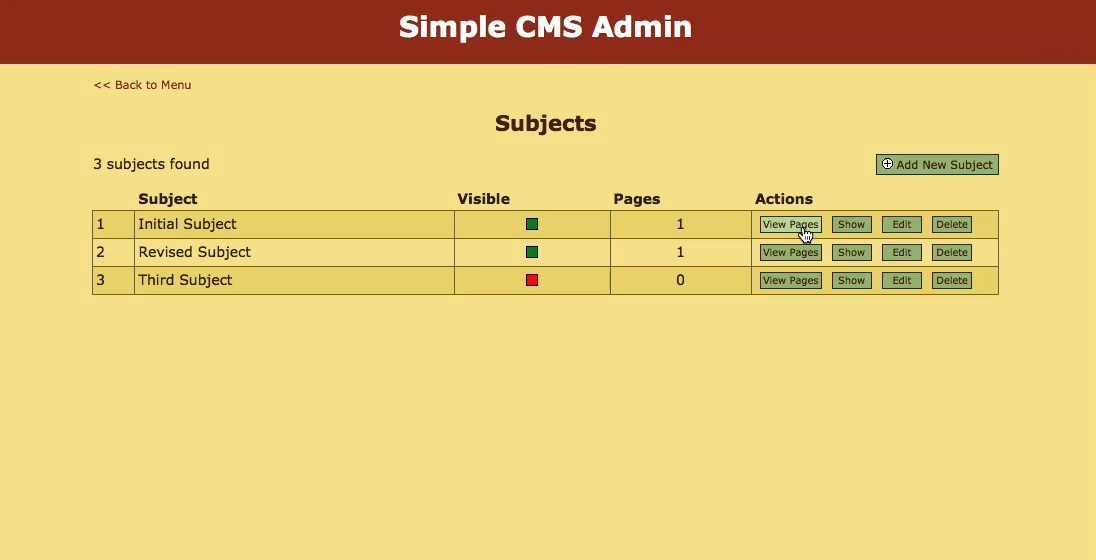 Simple CMS Admin
<< Back to Menu
Subjects
3 subjects found
Add New Subject
Subject Visible Pages Actions
1 Initial Subject 1 View Pages Show Edit Delete
2 Revised Subject 1 View Pages Show Edit Delete
3 Third Subject 0 View Pages Show Edit Delete